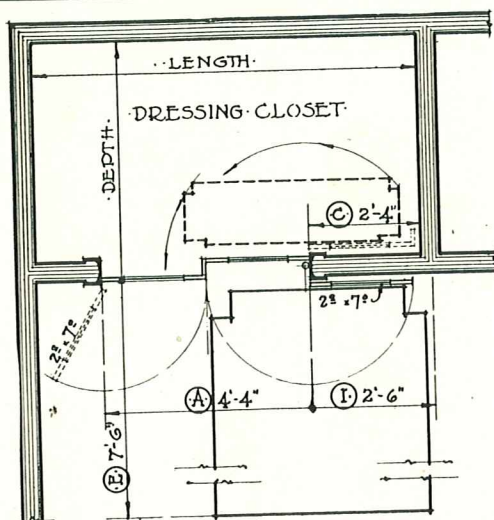 ·LENGTH·
·DRESSING·CLOSET·
·DEPTH·
C 2'-4"
2⁸ x 7⁰
2⁸ x 7⁰
A 4'-4"
I 2'-6"
E 7'-6"